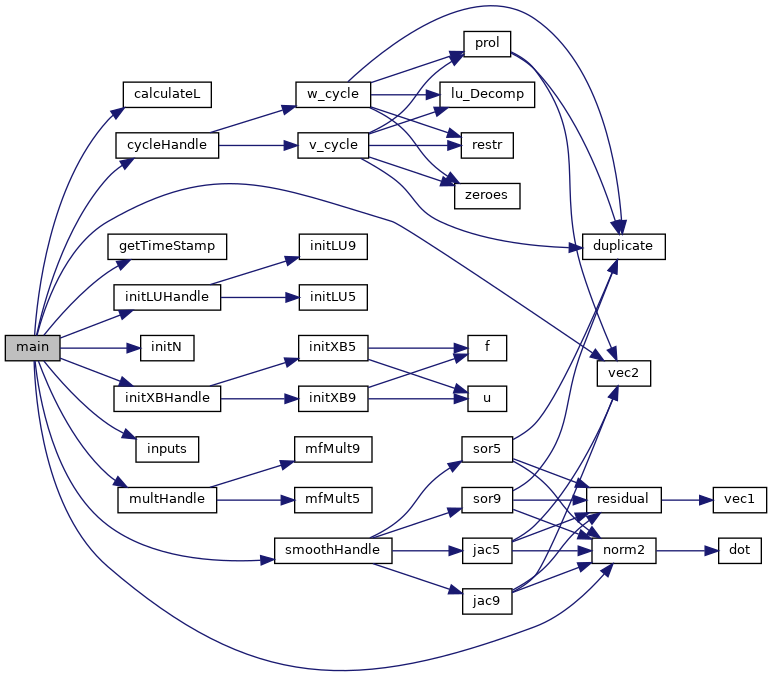 prol
calculateL
w_cycle
lu_Decomp
cycleHandle
v_cycle
restr
zeroes
getTimeStamp
initLU9
duplicate
initLUHandle
initLU5
main
initN
initXB5
f
vec2
initXBHandle
initXB9
u
inputs
mfMult9
sor5
multHandle
mfMult5
sor9
residual
vec1
smoothHandle
jac5
norm2
dot
jac9